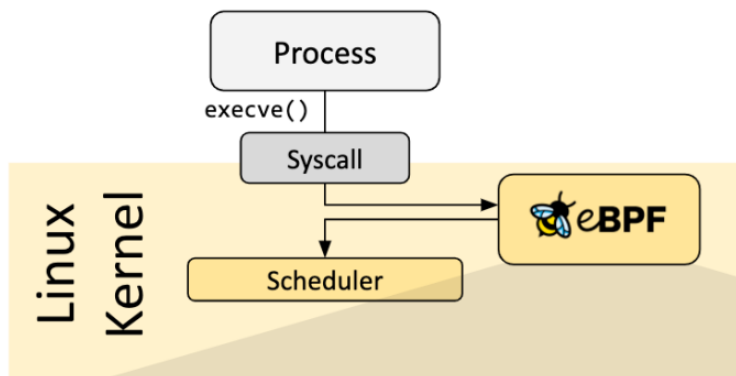 Process
execve()
Syscall
eBPF
Scheduler
Linux
Kernel